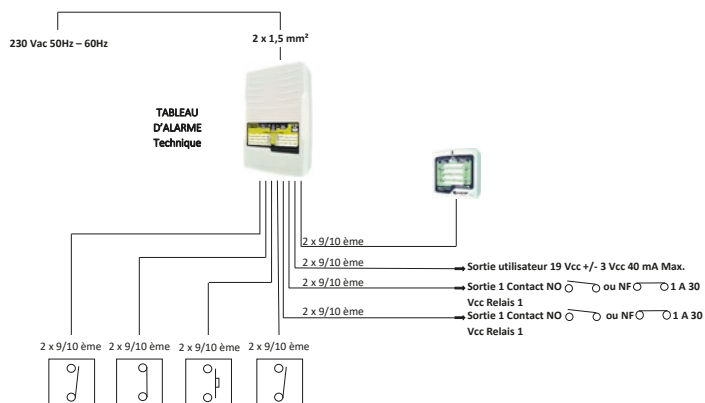 230 Vac 50Hz – 60Hz
2 x 1,5 mm²
TABLEAU
D’ALARME
Technique
2 x 9/10 ème
2 x 9/10 ème
Sortie utilisateur 19 Vcc +/- 3 Vcc 40 mA Max.
2 x 9/10 ème
Sortie 1 Contact NO ou NF 1 A 30
Vcc Relais 1
2 x 9/10 ème
Sortie 1 Contact NO ou NF 1 A 30
Vcc Relais 1
2 x 9/10 ème 2 x 9/10 ème 2 x 9/10 ème 2 x 9/10 ème